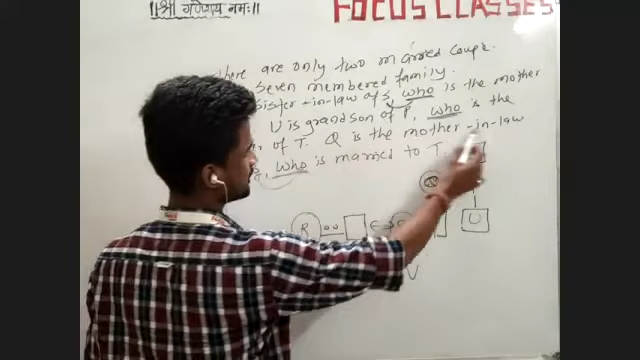 ||श्री गणेशाय नमः||
FOCUS CLASSES
here are only two married Couple.
seven membered family.
sister-in-law of S, who is the mother
U is grandson of P, who is the
of T. Q is the mother-in-law
who is married to T.
R
U